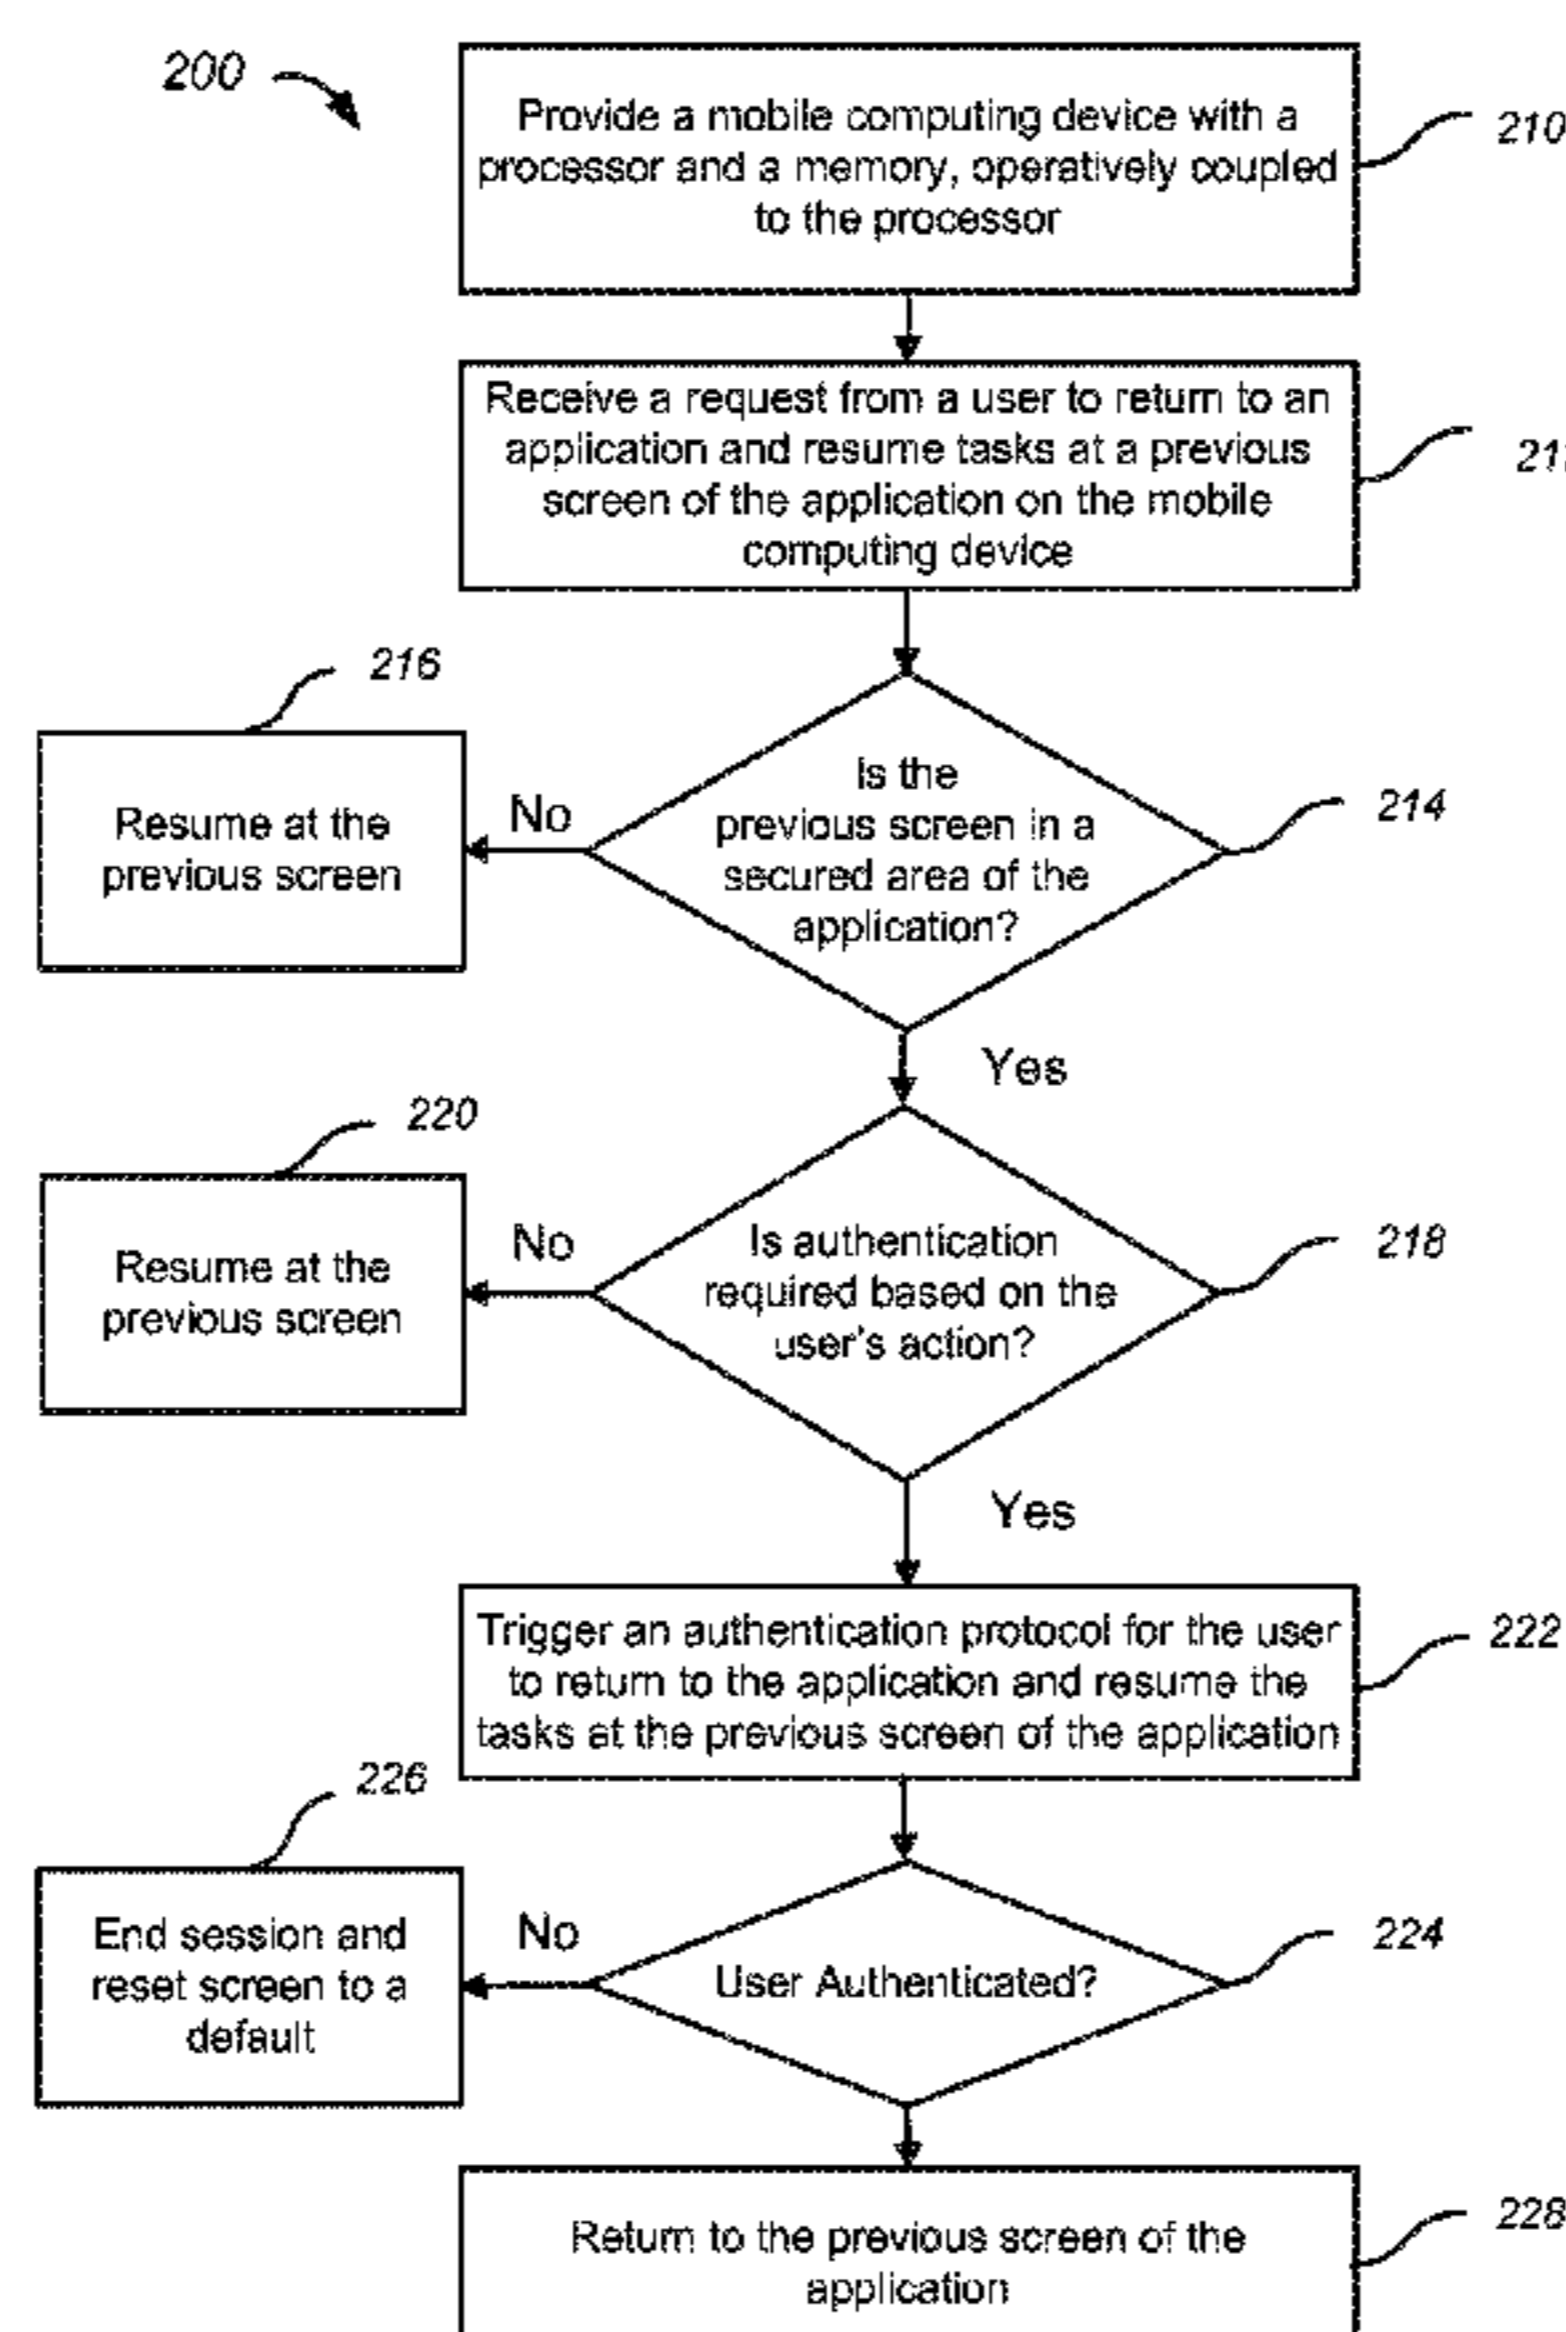 200
Provide a mobile computing device with a
processor and a memory, operatively coupled
to the processor
210
Receive a request from a user to return to an
application and resume tasks at a previous
screen of the application on the mobile
computing device
216
Is the
previous screen in a
secured area of the
application?
214
No
Resume at the
previous screen
Yes
220
Is authentication
required based on the
user's action?
218
No
Resume at the
previous screen
Yes
Trigger an authentication protocol for the user
to return to the application and resume the
tasks at the previous screen of the application
222
226
User Authenticated?
224
No
End session and
reset screen to a
default
Return to the previous screen of the
application
228